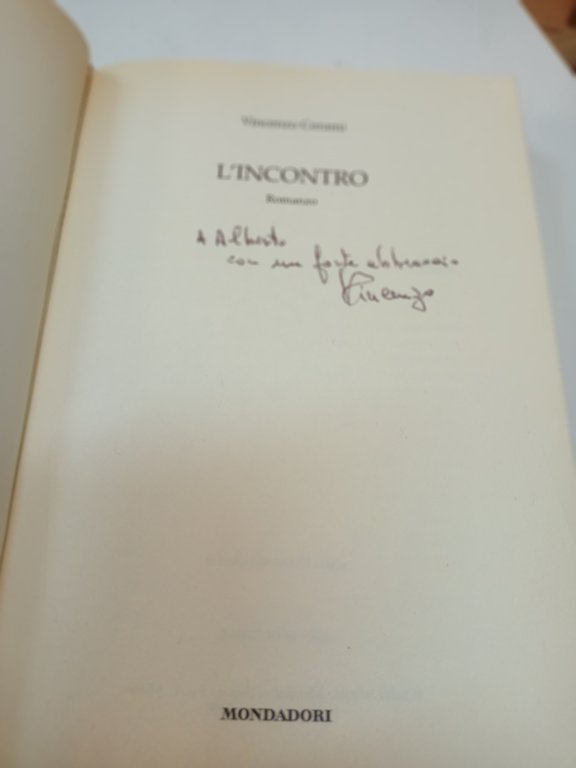 Vincenzo Cerami
L'INCONTRO
Romanzo
A Alberto
con un forte abbraccio
Vincenzo
MONDADORI